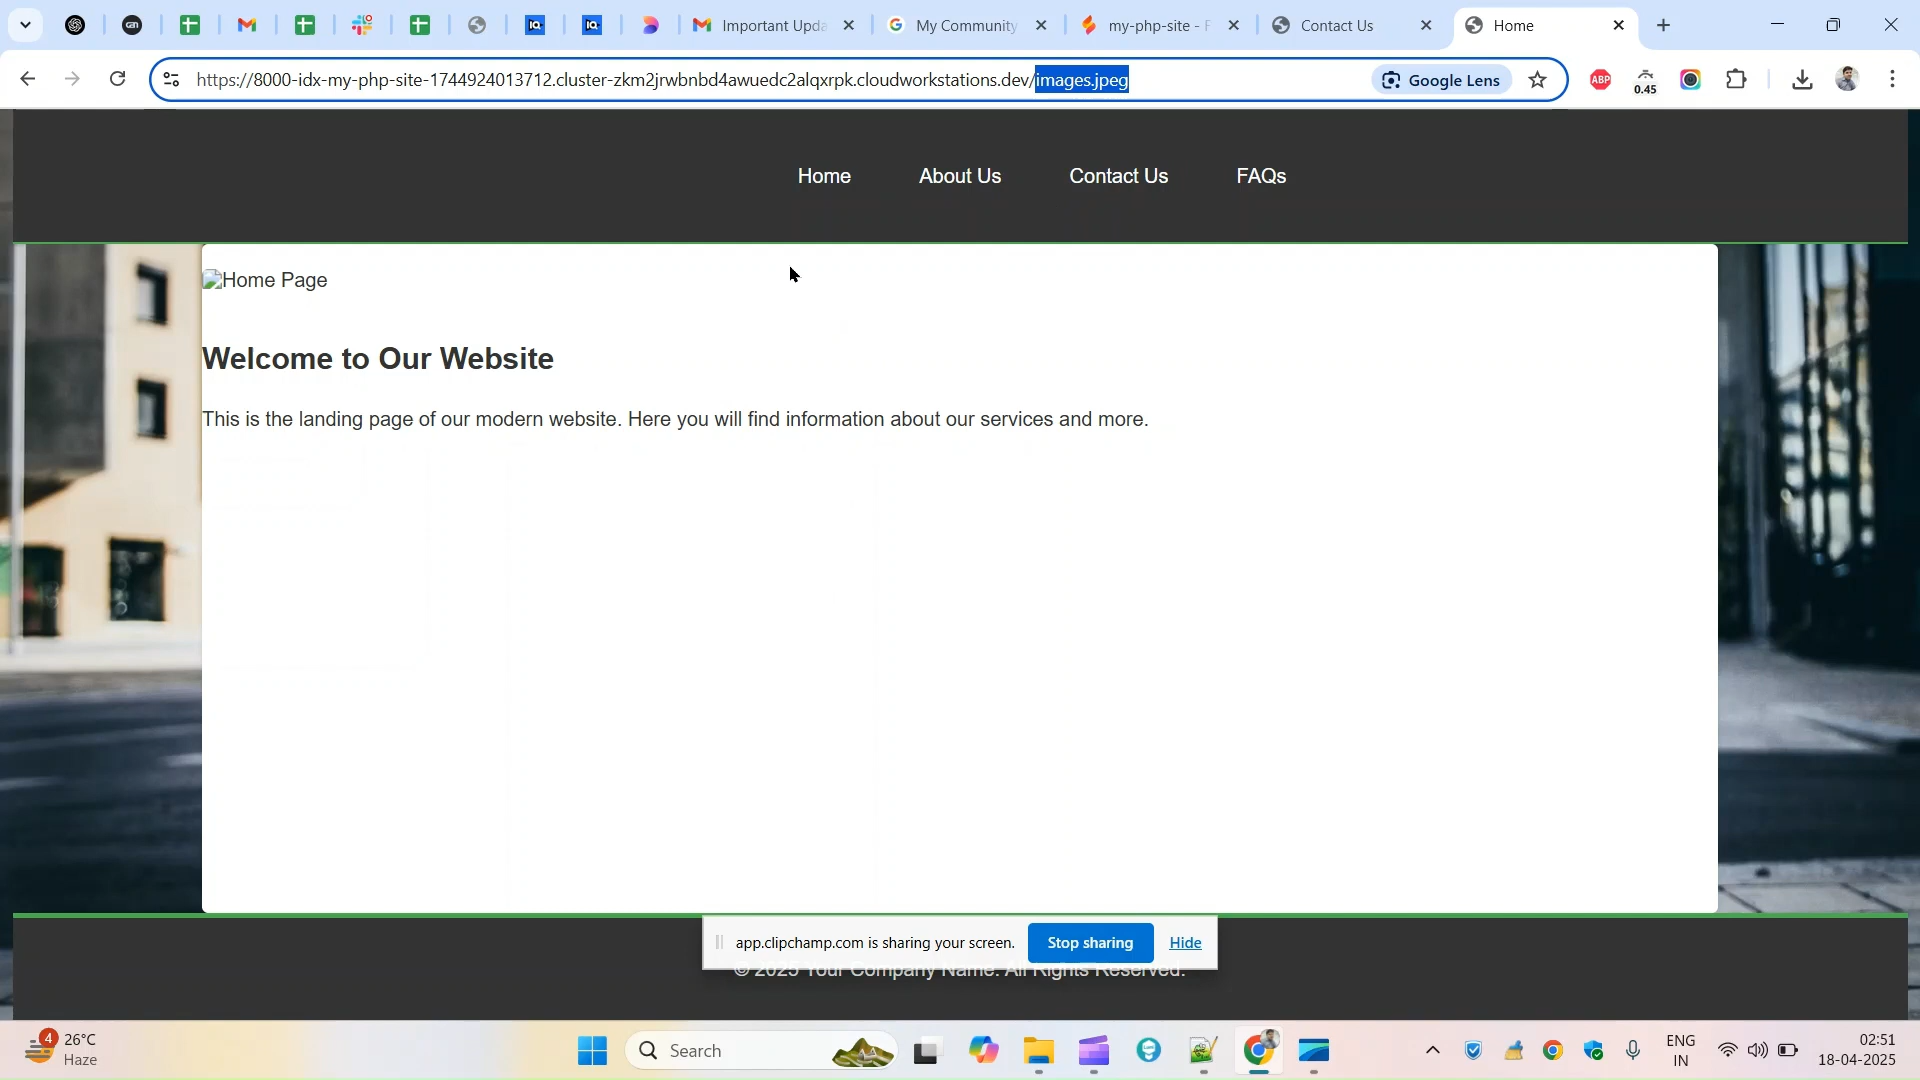 Important Upda
My Community
my-php-site - F
Contact Us
Home
https://8000-idx-my-php-site-1744924013712.cluster-zkm2jrwbnbd4awuedc2alqxrpk.cloudworkstations.dev/images.jpeg
Google Lens
ABP
0.45
Home
About Us
Contact Us
FAQs
Home Page
Welcome to Our Website
This is the landing page of our modern website. Here you will find information about our services and more.
app.clipchamp.com is sharing your screen.
Stop sharing
Hide
© 2025 Your Company Name. All Rights Reserved.
4
26°C
Haze
Search
ENG
IN
02:51
18-04-2025